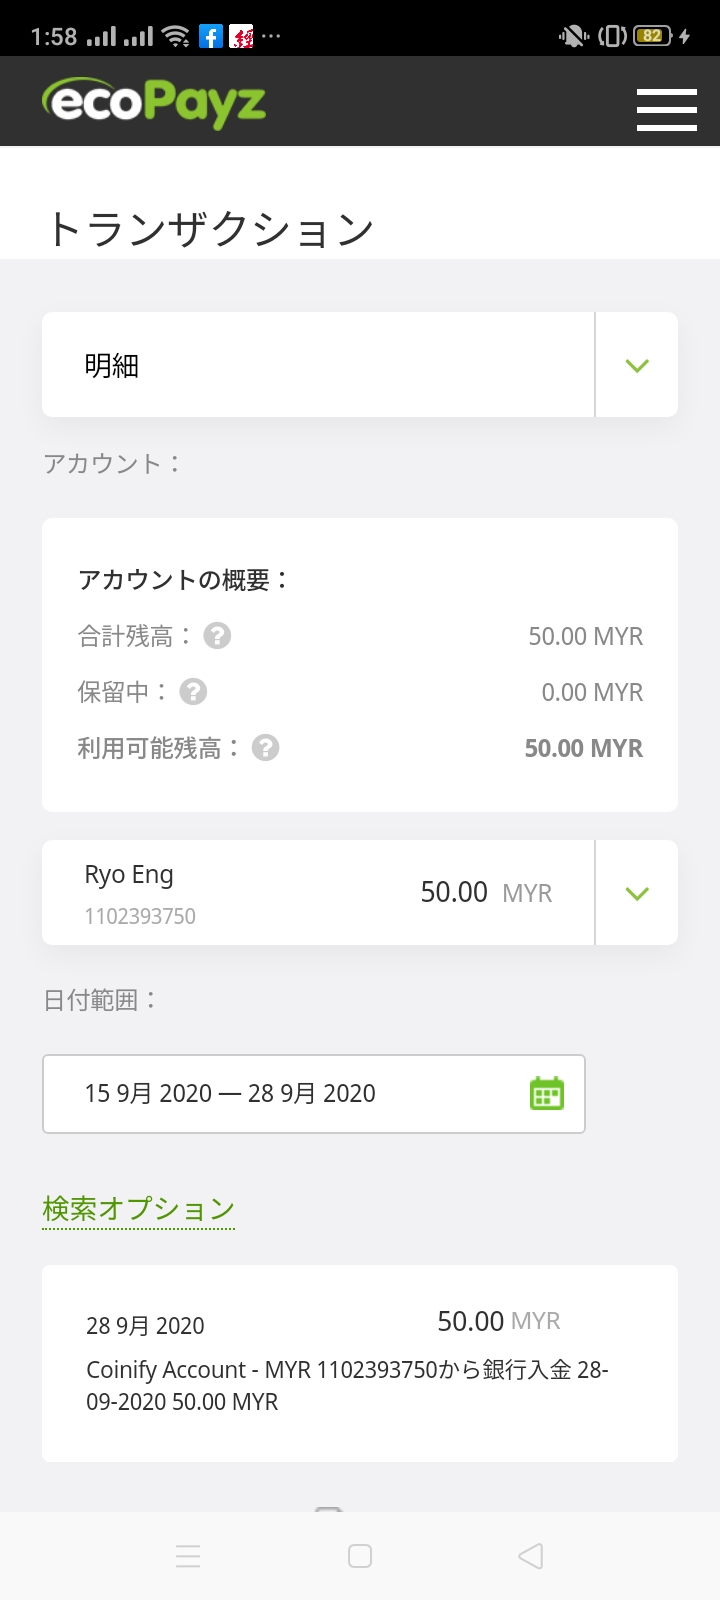 1:58
82
ecoPayz
トランザクション
明細
アカウント：
アカウントの概要：
合計残高： ? 50.00 MYR
保留中： ? 0.00 MYR
利用可能残高： ? 50.00 MYR
Ryo Eng
50.00 MYR
1102393750
日付範囲：
15 9月 2020 — 28 9月 2020
検索オプション
28 9月 2020 50.00 MYR
Coinify Account - MYR 1102393750から銀行入金 28-
09-2020 50.00 MYR